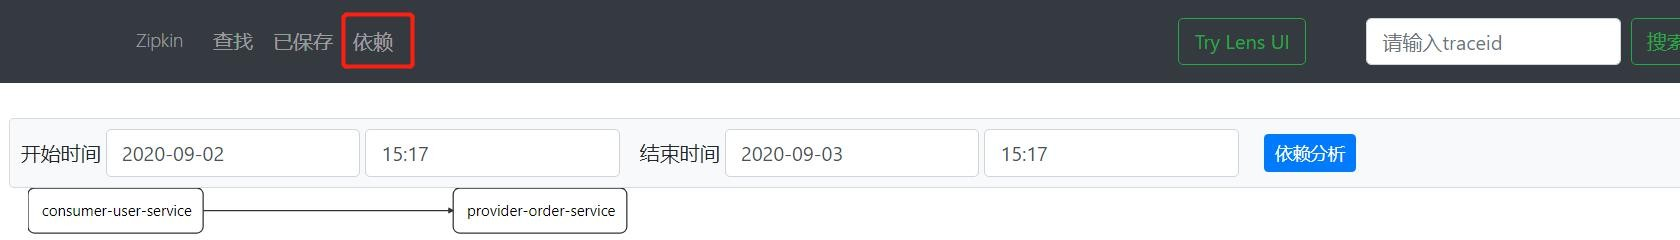 Zipkin 查找 已保存 依赖 Try Lens UI 请输入traceid 搜索
开始时间 2020-09-02 15:17 结束时间 2020-09-03 15:17 依赖分析
consumer-user-service provider-order-service